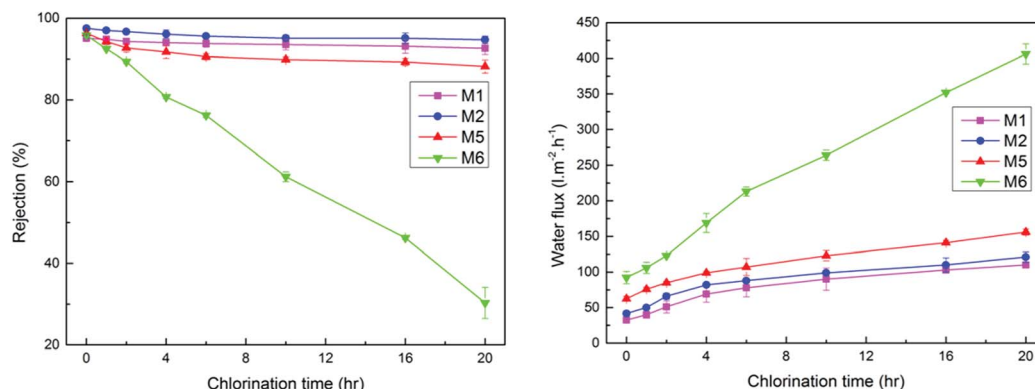 100
80
60
40
20
Rejection (%)
M1
M2
M5
M6
0 4 8 12 16 20
Chlorination time (hr)
450
400
350
300
250
200
150
100
50
0
Water flux (l.m⁻².h⁻¹)
M1
M2
M5
M6
0 4 8 12 16 20
Chlorination time (hr)